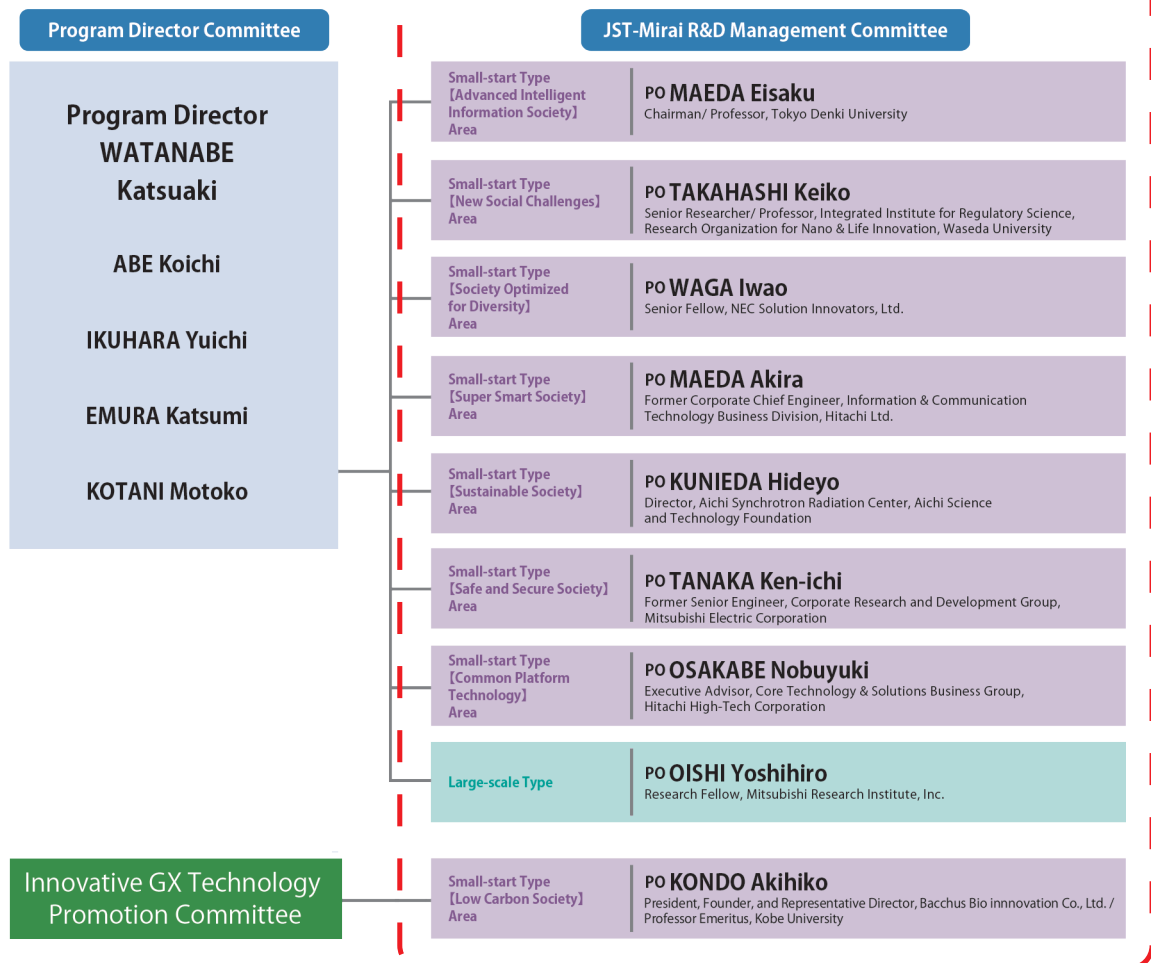 Program Director Committee
Program Director
WATANABE
Katsuaki
ABE Koichi
IKUHARA Yuichi
EMURA Katsumi
KOTANI Motoko
JST-Mirai R&D Management Committee
Small-start Type
【Advanced Intelligent
Information Society】
Area
PO MAEDA Eisaku
Chairman/ Professor, Tokyo Denki University
Small-start Type
【New Social Challenges】
Area
PO TAKAHASHI Keiko
Senior Researcher/ Professor, Integrated Institute for Regulatory Science,
Research Organization for Nano & Life Innovation, Waseda University
Small-start Type
【Society Optimized
for Diversity】
Area
PO WAGA Iwao
Senior Fellow, NEC Solution Innovators, Ltd.
Small-start Type
【Super Smart Society】
Area
PO MAEDA Akira
Former Corporate Chief Engineer, Information & Communication
Technology Business Division, Hitachi Ltd.
Small-start Type
【Sustainable Society】
Area
PO KUNIEDA Hideyo
Director, Aichi Synchrotron Radiation Center, Aichi Science
and Technology Foundation
Small-start Type
【Safe and Secure Society】
Area
PO TANAKA Ken-ichi
Former Senior Engineer, Corporate Research and Development Group,
Mitsubishi Electric Corporation
Small-start Type
【Common Platform
Technology】
Area
PO OSAKABE Nobuyuki
Executive Advisor, Core Technology & Solutions Business Group,
Hitachi High-Tech Corporation
Large-scale Type
PO OISHI Yoshihiro
Research Fellow, Mitsubishi Research Institute, Inc.
Innovative GX Technology
Promotion Committee
Small-start Type
【Low Carbon Society】
Area
PO KONDO Akihiko
President, Founder, and Representative Director, Bacchus Bio innnovation Co., Ltd. /
Professor Emeritus, Kobe University